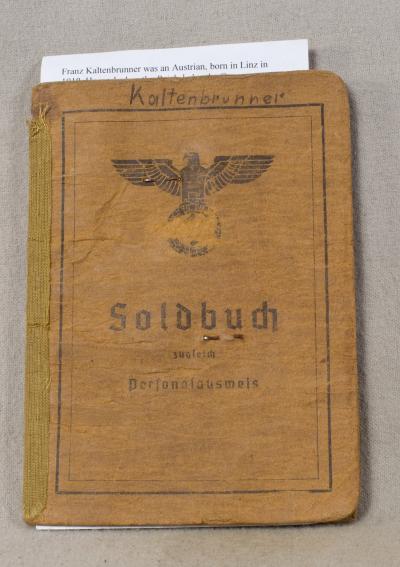 Franz Kaltenbrunner was an Austrian, born in Linz in
Kaltenbrunner
Soldbuch
zugleich
Personalausweis